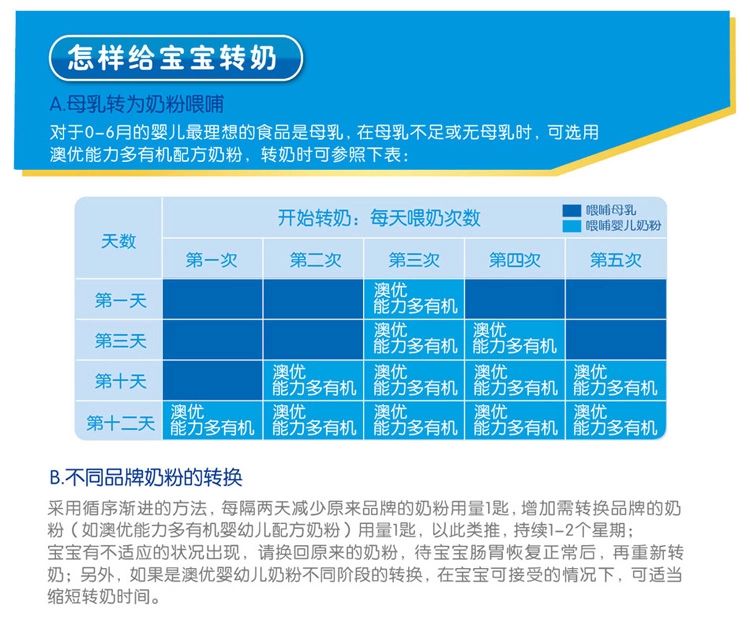 怎样给宝宝转奶
A.母乳转为奶粉喂哺
对于0-6月的婴儿最理想的食品是母乳,在母乳不足或无母乳时,可选用
澳优能力多有机配方奶粉,转奶时可参照下表:
天数
开始转奶:每天喂奶次数
喂哺母乳
喂哺婴儿奶粉
第一次 第二次 第三次 第四次 第五次
第一天
澳优
能力多有机
第三天
澳优 澳优
能力多有机 能力多有机
第十天
澳优 澳优 澳优 澳优
能力多有机 能力多有机 能力多有机 能力多有机
第十二天
澳优 澳优 澳优 澳优 澳优
能力多有机 能力多有机 能力多有机 能力多有机 能力多有机
B.不同品牌奶粉的转换
采用循序渐进的方法,每隔两天减少原来品牌的奶粉用量1匙,增加需转换品牌的奶
粉(如澳优能力多有机婴幼儿配方奶粉)用量1匙,以此类推,持续1-2个星期;
宝宝有不适应的状况出现,请换回原来的奶粉,待宝宝肠胃恢复正常后,再重新转
奶;另外,如果是澳优婴幼儿奶粉不同阶段的转换,在宝宝可接受的情况下,可适当
缩短转奶时间。